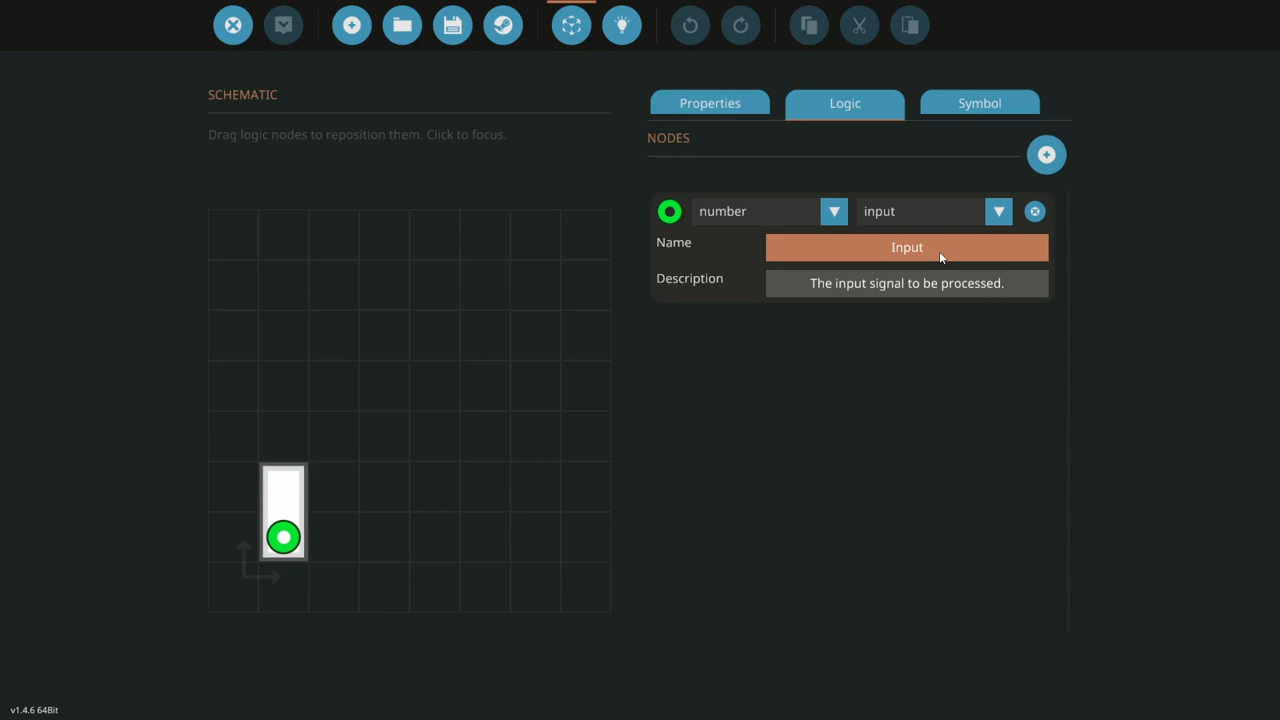 SCHEMATIC
Drag logic nodes to reposition them. Click to focus.
Properties
Logic
Symbol
NODES
number
input
Name
Input
Description
The input signal to be processed.
v1.4.6 64Bit